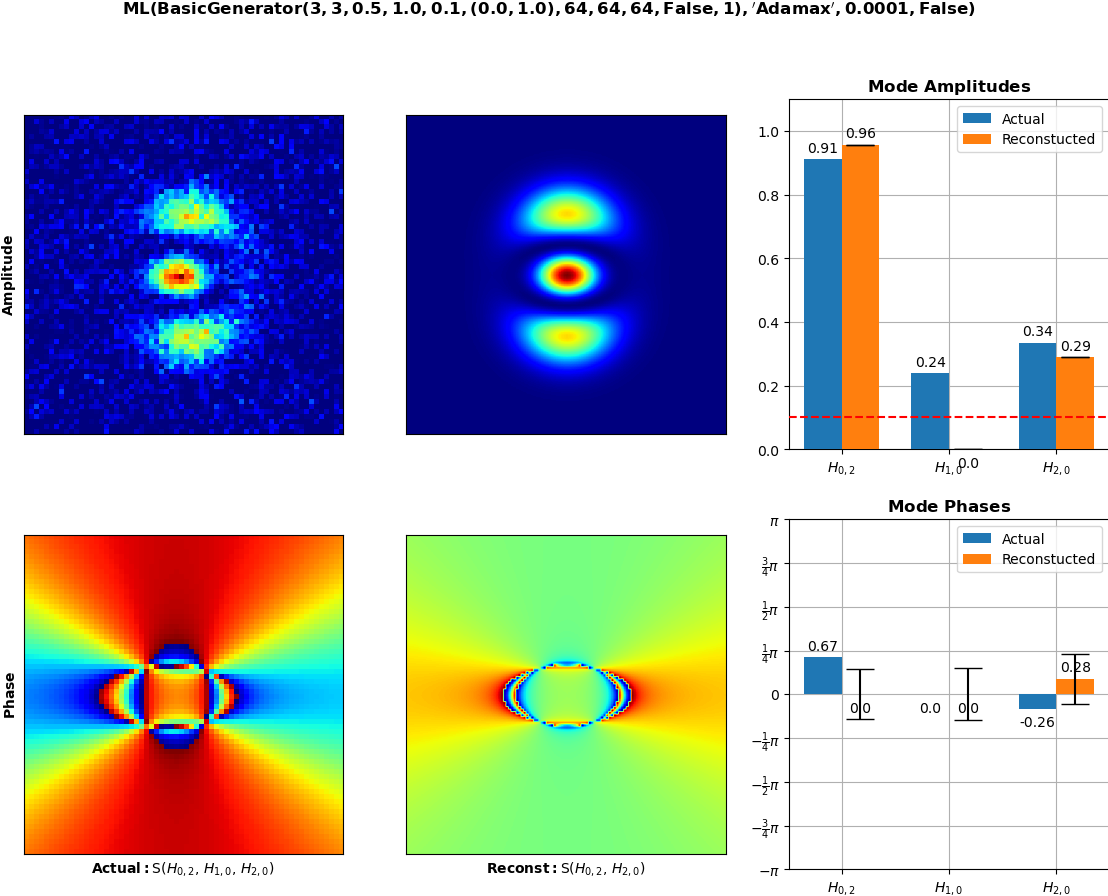 ML(BasicGenerator(3, 3, 0.5, 1.0, 0.1, (0.0, 1.0), 64, 64, 64, False, 1), ′Adamax′, 0.0001, False)
Mode Amplitudes
Amplitude
Actual
Reconstucted
1.0
0.8
0.6
0.4
0.2
0.0
0.91
0.96
0.24
0.0
0.34
0.29
H0, 2
H1, 0
H2, 0
Mode Phases
Phase
Actual
Reconstucted
π
3/4π
1/2π
1/4π
0
−1/4π
−1/2π
−3/4π
−π
0.67
0.0
0.0
0.0
-0.26
0.28
H0, 2
H1, 0
H2, 0
Actual: S(H0, 2, H1, 0, H2, 0)
Reconst: S(H0, 2, H2, 0)